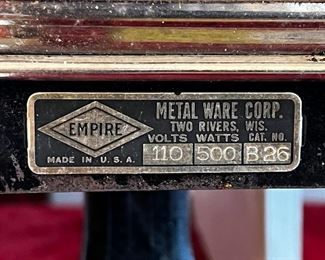 EMPIRE
MADE IN U.S.A.
METAL WARE CORP.
TWO RIVERS, WIS.
VOLTS WATTS CAT. NO.
110 500 B26